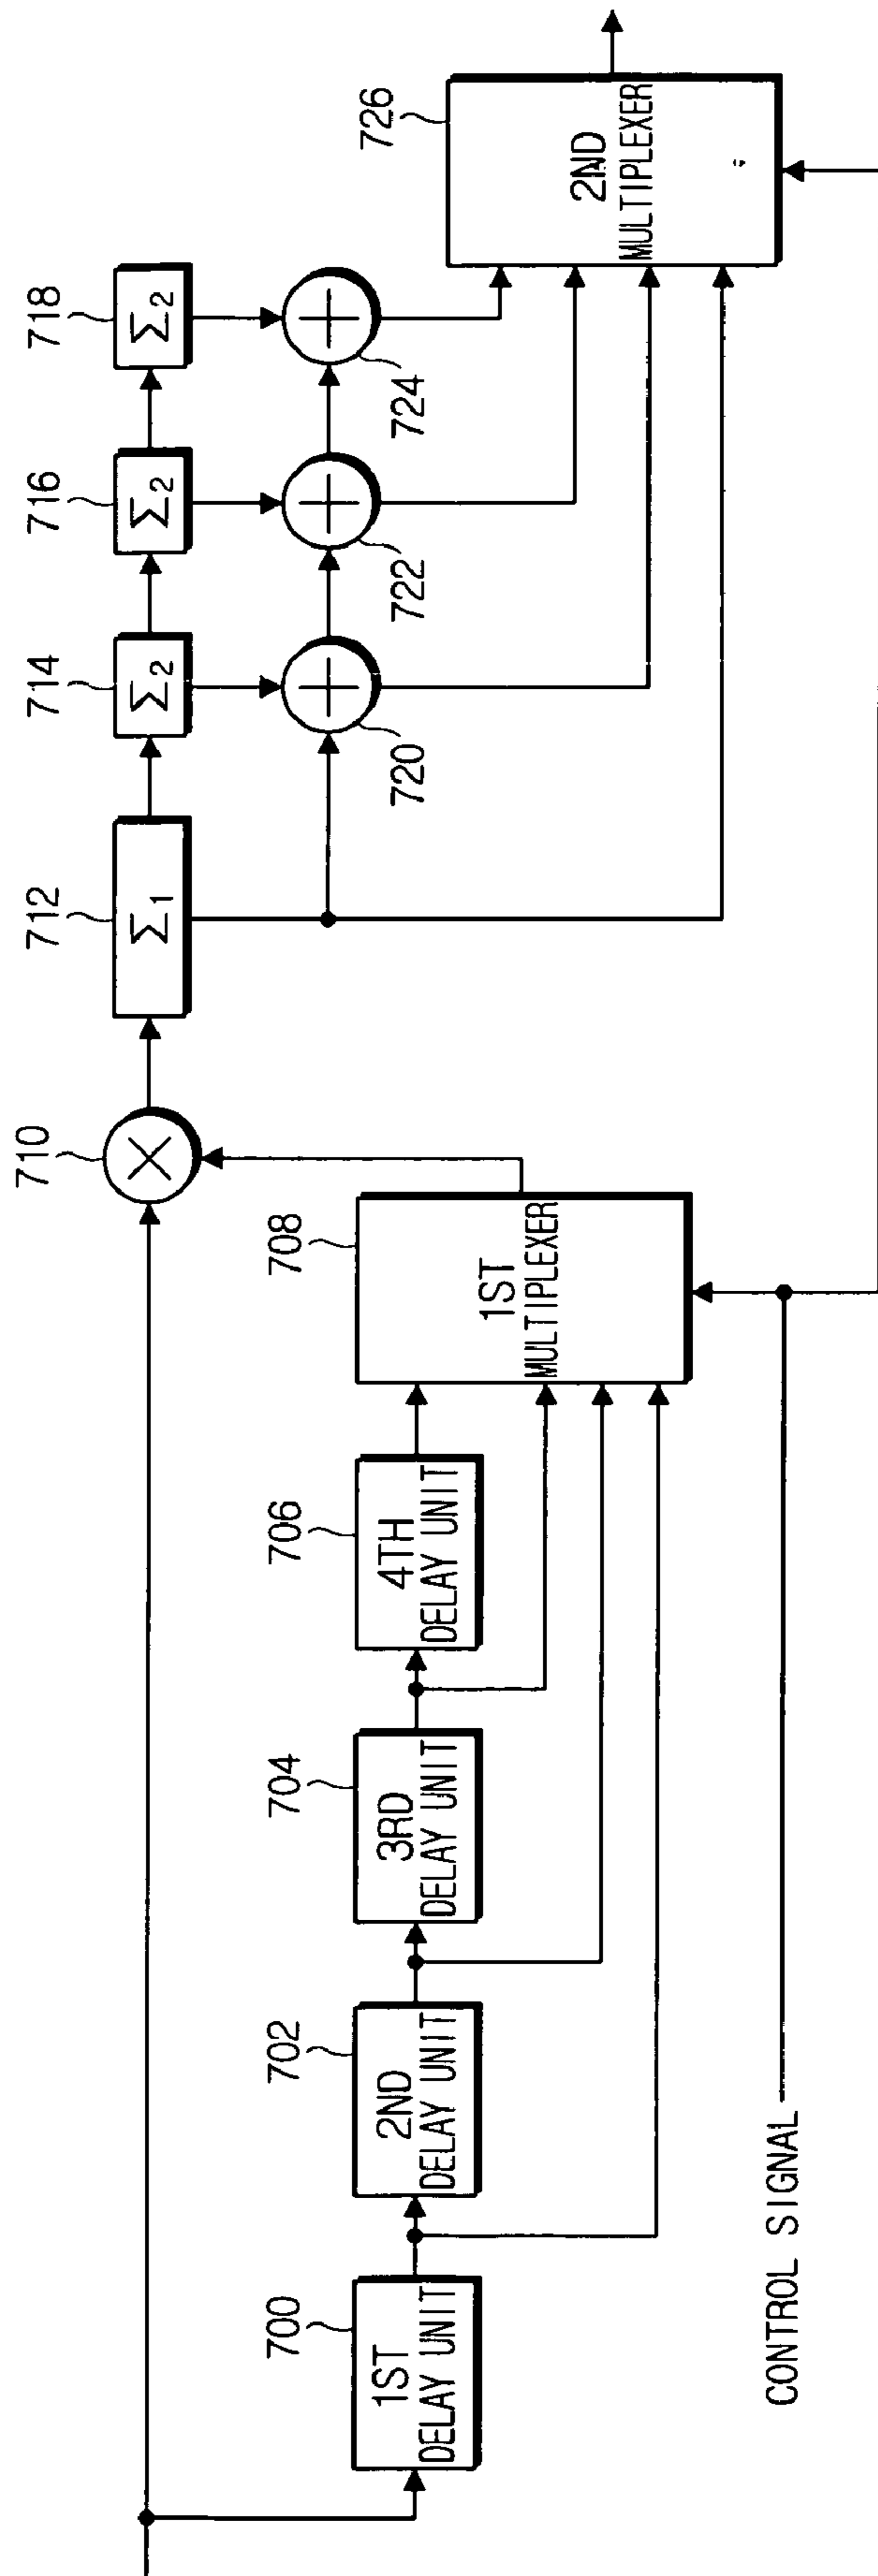 700
1ST
DELAY UNIT
702
2ND
DELAY UNIT
704
3RD
DELAY UNIT
706
4TH
DELAY UNIT
708
1ST
MULTIPLEXER
CONTROL SIGNAL
710
712
Σ1
714
Σ2
716
Σ2
718
Σ2
720
722
724
726
2ND
MULTIPLEXER